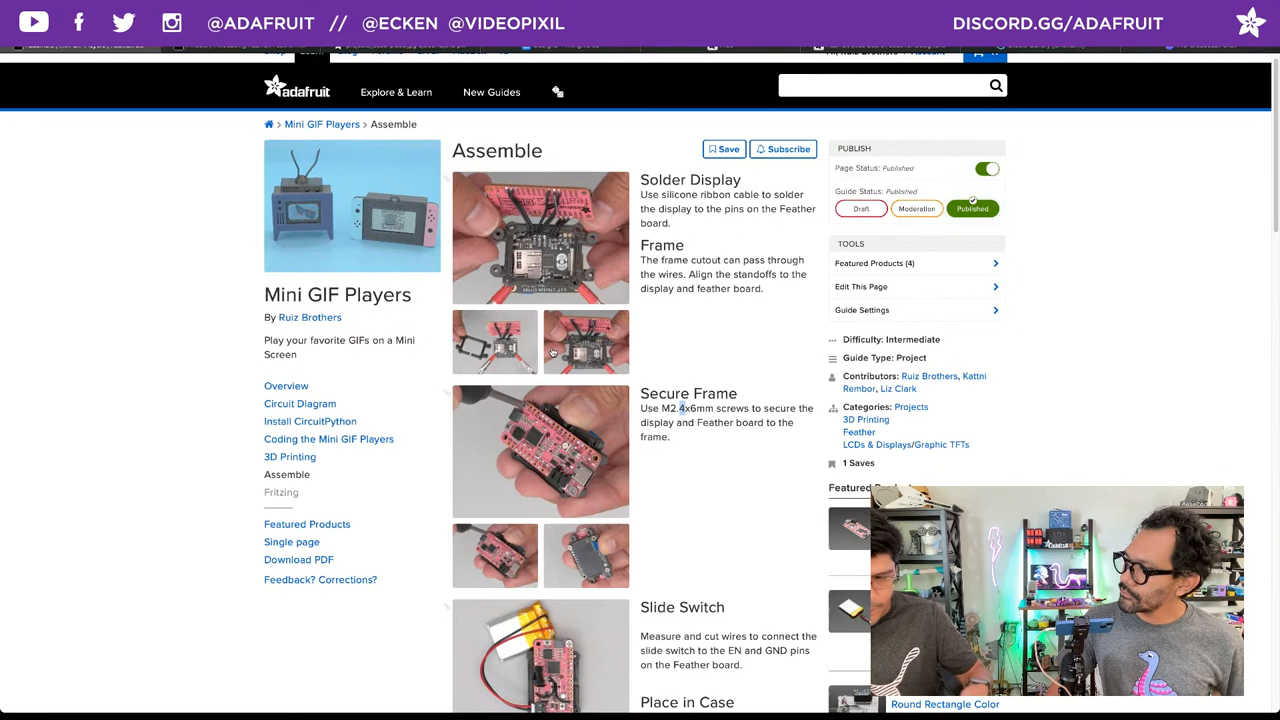 @ADAFRUIT // @ECKEN @VIDEOPIXIL
DISCORD.GG/ADAFRUIT
adafruit
Explore & Learn
New Guides
Mini GIF Players
Assemble
Mini GIF Players
By Ruiz Brothers
Play your favorite GIFs on a Mini
Screen
Overview
Circuit Diagram
Install CircuitPython
Coding the Mini GIF Players
3D Printing
Assemble
Fritzing
Featured Products
Single page
Download PDF
Feedback? Corrections?
Assemble
Save
Subscribe
Solder Display
Use silicone ribbon cable to solder
the display to the pins on the Feather
board.
Frame
The frame cutout can pass through
the wires. Align the standoffs to the
display and feather board.
Secure Frame
Use M2.4x6mm screws to secure the
display and Feather board to the
frame.
Slide Switch
Measure and cut wires to connect the
slide switch to the EN and GND pins
on the Feather board.
Place in Case
PUBLISH
Page Status: Published
Guide Status: Published
Draft
Moderation
Published
TOOLS
Featured Products (4)
Edit This Page
Guide Settings
Difficulty: Intermediate
Guide Type: Project
Contributors: Ruiz Brothers, Kattni
Rembor, Liz Clark
Categories: Projects
3D Printing
Feather
LCDs & Displays/Graphic TFTs
1 Saves
Round Rectangle Color